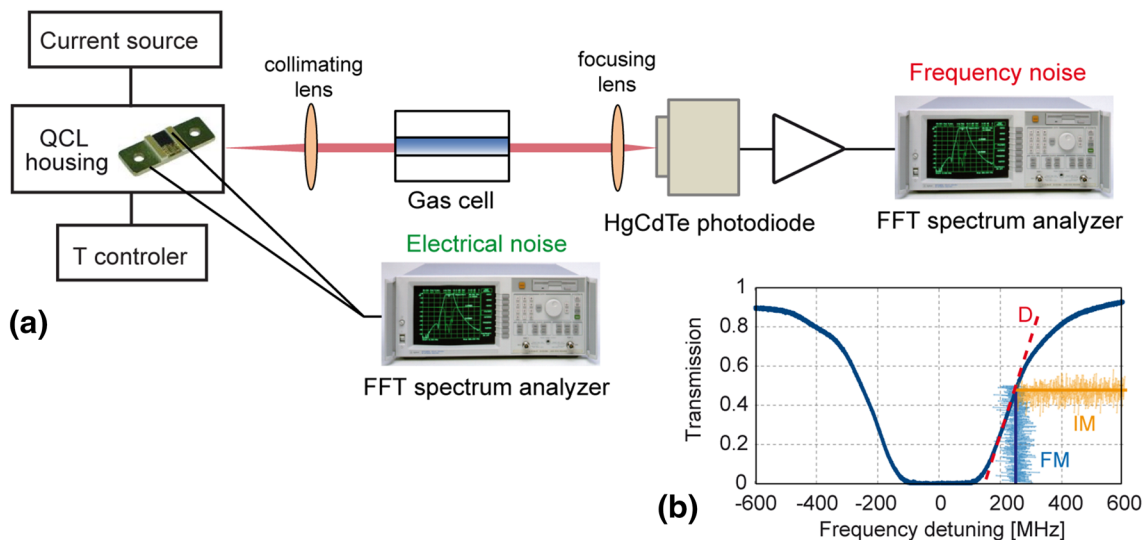 Current source
QCL
housing
T controler
collimating
lens
Gas cell
focusing
lens
HgCdTe photodiode
Frequency noise
FFT spectrum analyzer
Electrical noise
FFT spectrum analyzer
(a)
(b)
Transmission
1
0.8
0.6
0.4
0.2
0
D
IM
FM
-600 -400 -200 0 200 400 600
Frequency detuning [MHz]